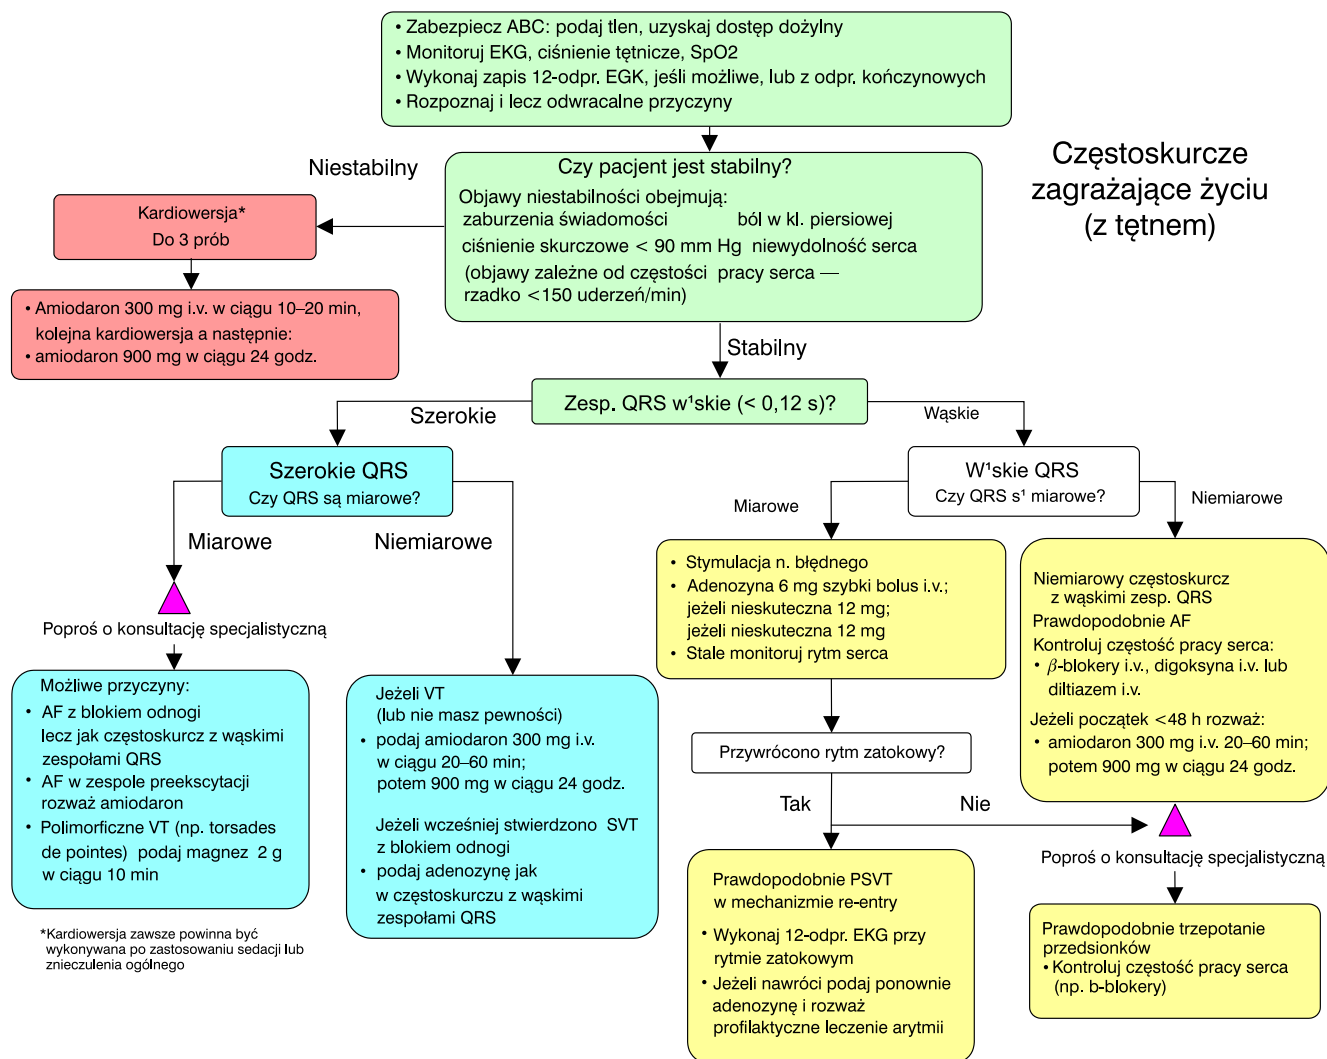 • Zabezpiecz ABC: podaj tlen, uzyskaj dostęp dożylny
• Monitoruj EKG, ciśnienie tętnicze, SpO2
• Wykonaj zapis 12-odpr. EGK, jeśli możliwe, lub z odpr. kończynowych
• Rozpoznaj i lecz odwracalne przyczyny
Częstoskurcze
zagrażające życiu
(z tętnem)
Czy pacjent jest stabilny?
Objawy niestabilności obejmują:
zaburzenia świadomości ból w kl. piersiowej
ciśnienie skurczowe < 90 mm Hg niewydolność serca
(objawy zależne od częstości pracy serca —
rzadko <150 uderzeń/min)
Niestabilny
Kardiowersja*
Do 3 prób
• Amiodaron 300 mg i.v. w ciągu 10–20 min,
kolejna kardiowersja a następnie:
• amiodaron 900 mg w ciągu 24 godz.
Stabilny
Zesp. QRS w¹skie (< 0,12 s)?
Szerokie
Wąskie
Szerokie QRS
Czy QRS są miarowe?
W¹skie QRS
Czy QRS s¹ miarowe?
Miarowe
Niemiarowe
Miarowe
Niemiarowe
Poproś o konsultację specjalistyczną
Możliwe przyczyny:
• AF z blokiem odnogi
lecz jak częstoskurcz z wąskimi
zespołami QRS
• AF w zespole preekscytacji
rozważ amiodaron
• Polimorficzne VT (np. torsades
de pointes) podaj magnez 2 g
w ciągu 10 min
Jeżeli VT
(lub nie masz pewności)
• podaj amiodaron 300 mg i.v.
w ciągu 20–60 min;
potem 900 mg w ciągu 24 godz.
Jeżeli wcześniej stwierdzono SVT
z blokiem odnogi
• podaj adenozynę jak
w częstoskurczu z wąskimi
zespołami QRS
• Stymulacja n. błędnego
• Adenozyna 6 mg szybki bolus i.v.;
jeżeli nieskuteczna 12 mg;
jeżeli nieskuteczna 12 mg
• Stale monitoruj rytm serca
Niemiarowy częstoskurcz
z wąskimi zesp. QRS
Prawdopodobnie AF
Kontroluj częstość pracy serca:
• β-blokery i.v., digoksyna i.v. lub
diltiazem i.v.
Jeżeli początek <48 h rozważ:
• amiodaron 300 mg i.v. 20–60 min;
potem 900 mg w ciągu 24 godz.
Przywrócono rytm zatokowy?
Tak
Nie
Poproś o konsultację specjalistyczną
Prawdopodobnie PSVT
w mechanizmie re-entry
• Wykonaj 12-odpr. EKG przy
rytmie zatokowym
• Jeżeli nawróci podaj ponownie
adenozynę i rozważ
profilaktyczne leczenie arytmii
Prawdopodobnie trzepotanie
przedsionków
• Kontroluj częstość pracy serca
(np. b-blokery)
*Kardiowersja zawsze powinna być
wykonywana po zastosowaniu sedacji lub
znieczulenia ogólnego